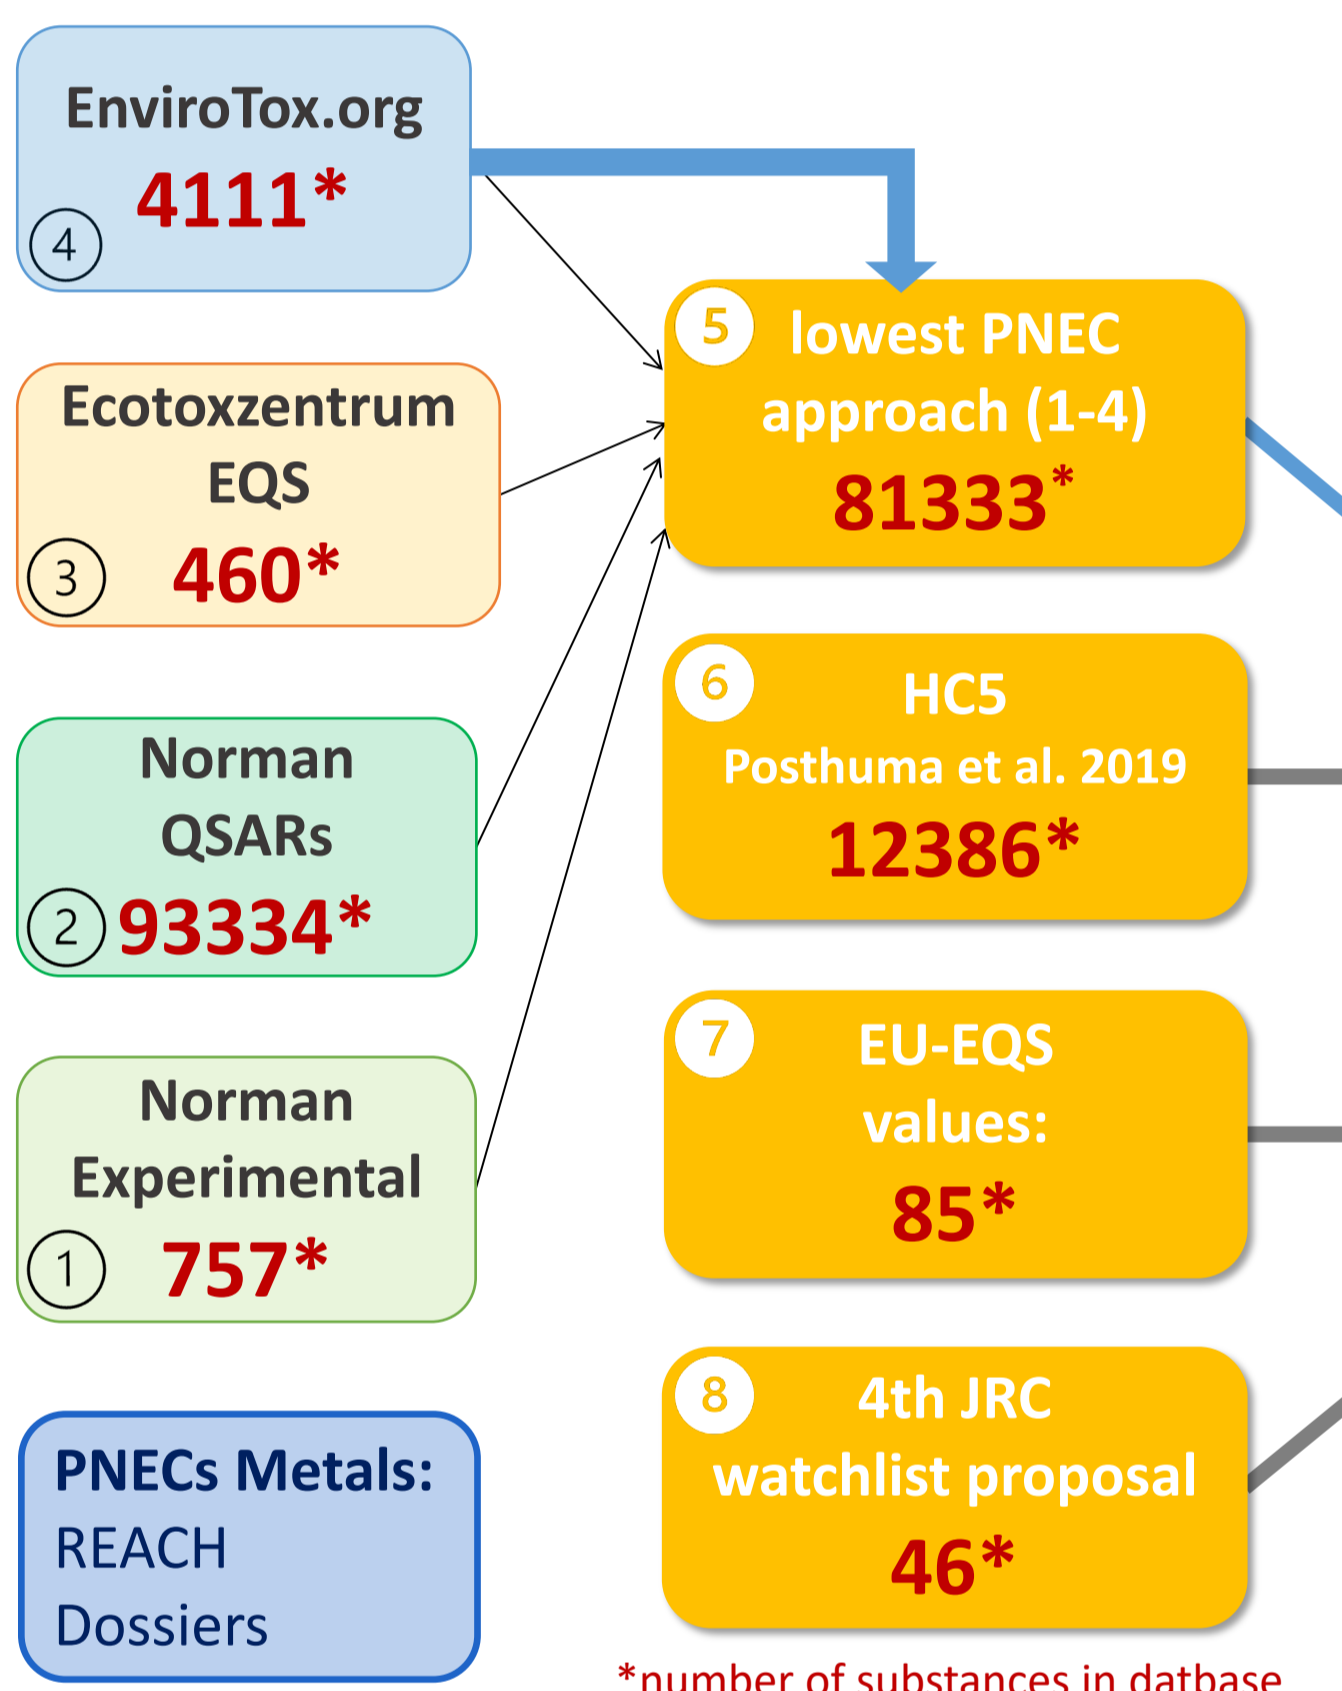 EnviroTox.org
4111*
4
Ecotoxzentrum
EQS
460*
3
Norman
QSARs
93334*
2
Norman
Experimental
757*
1
PNECs Metals:
REACH
Dossiers
5
lowest PNEC
approach (1-4)
81333*
6
HC5
Posthuma et al. 2019
12386*
7
EU-EQS
values:
85*
8
4th JRC
watchlist proposal
46*
*number of substances in datbase